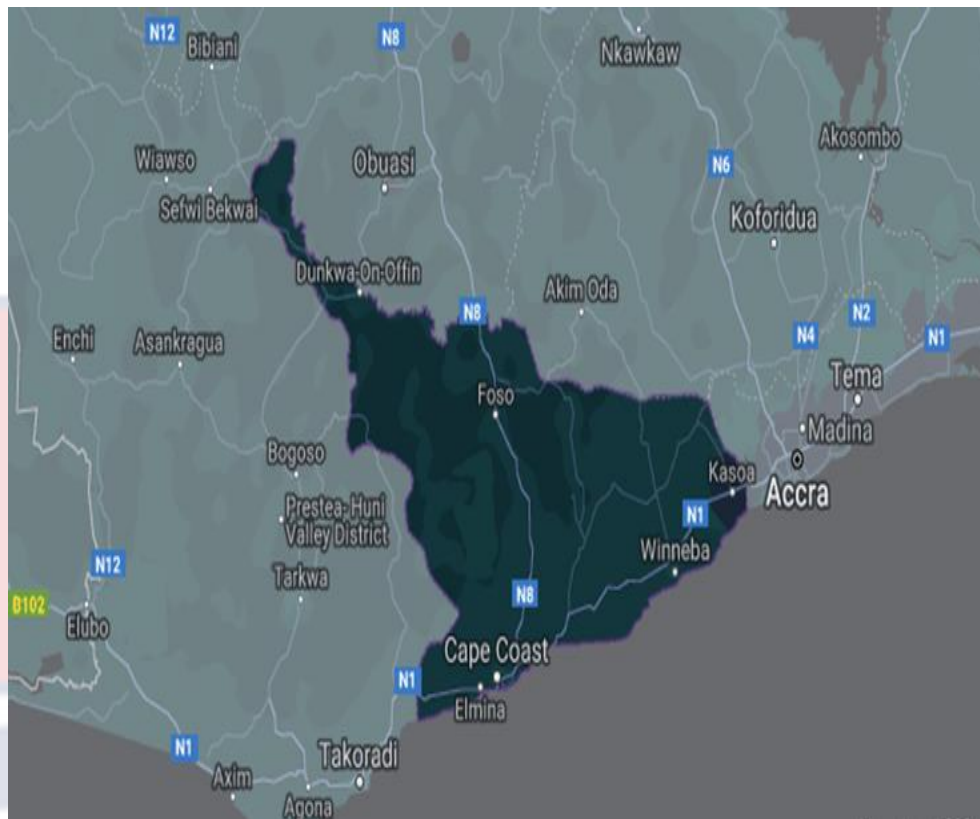 N12
Bibiani
N8
Nkawkaw
Akosombo
Wiawso
Obuasi
N6
Sefwi Bekwai
Koforidua
Dunkwa-On-Offin
Akim Oda
N8
N2
Enchi
Asankragua
N4
N1
Tema
Foso
Madina
Bogoso
Kasoa
Accra
Prestea- Huni
Valley District
N1
Winneba
N12
Tarkwa
B102
N8
Elubo
Cape Coast
N1
Elmina
N1
Takoradi
Axim
Agona